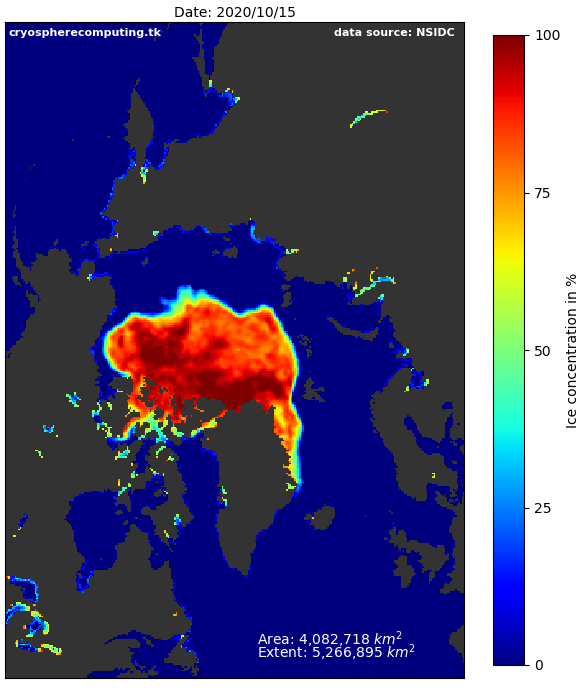 Date: 2020/10/15
cryospherecomputing.tk
data source: NSIDC
100
75
50
25
0
Ice concentration in %
Area: 4,082,718 km²
Extent: 5,266,895 km²